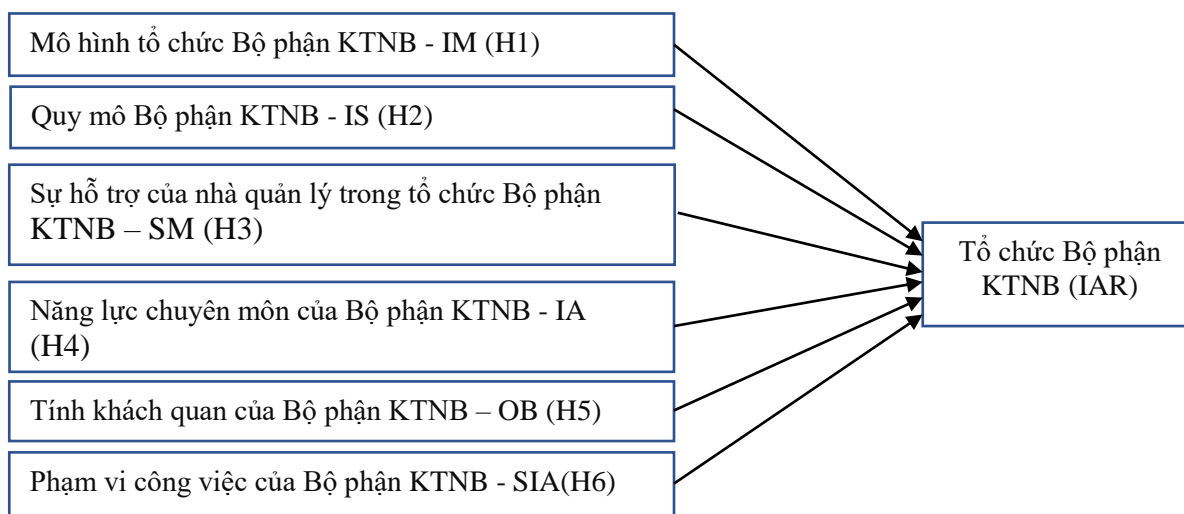 Mô hình tổ chức Bộ phận KTNB - IM (H1)
Quy mô Bộ phận KTNB - IS (H2)
Sự hỗ trợ của nhà quản lý trong tổ chức Bộ phận
KTNB – SM (H3)
Năng lực chuyên môn của Bộ phận KTNB - IA
(H4)
Tính khách quan của Bộ phận KTNB – OB (H5)
Phạm vi công việc của Bộ phận KTNB - SIA(H6)
Tổ chức Bộ phận
KTNB (IAR)